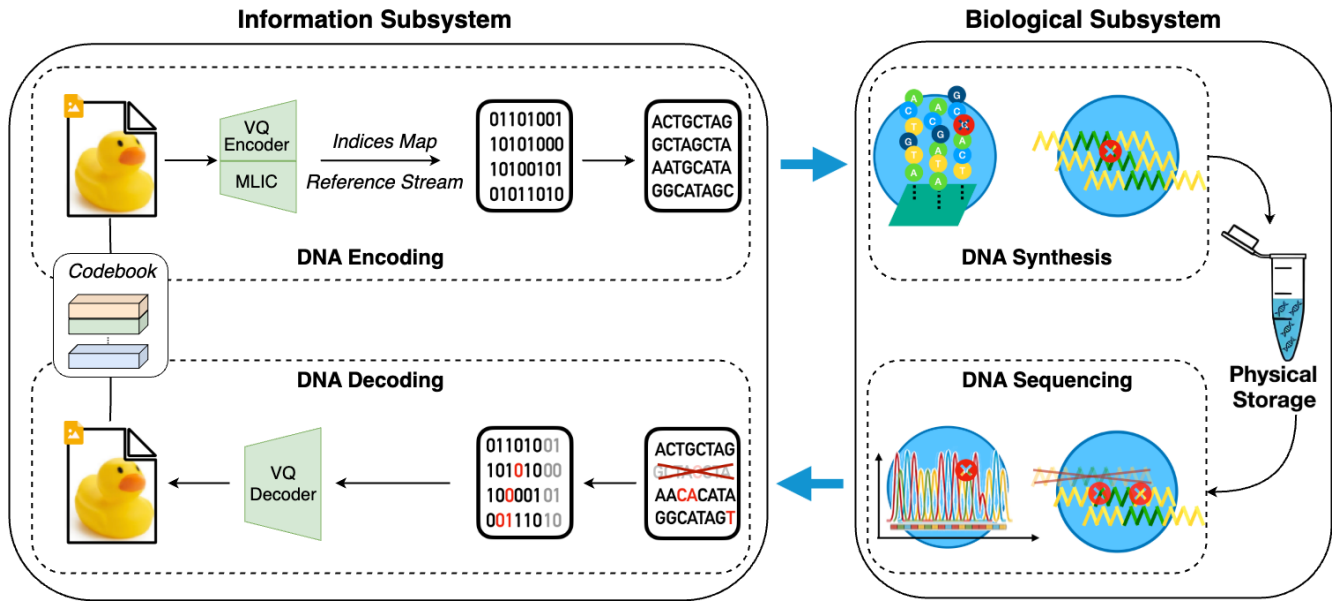 Information Subsystem
Biological Subsystem
VQ
Encoder
MLIC
Indices Map
Reference Stream
01101001
10101000
10100101
01011010
ACTGCTAG
GCTAGCTA
AATGCATA
GGCATAGC
DNA Encoding
A
C
T
G
T
A
A
C
G
A
T
A
G
C
G
A
C
T
DNA Synthesis
Codebook
Physical
Storage
DNA Decoding
VQ
Decoder
01101001
10101000
10000101
00111010
ACTGCTAG
GCTAGCTA
AACACATA
GGCATAGT
DNA Sequencing